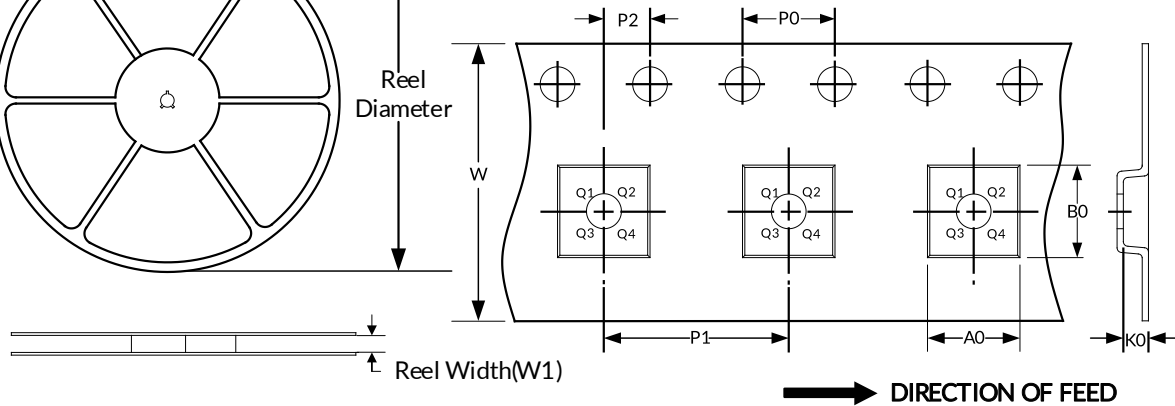 P2
P0
Reel
Diameter
W
Q1 Q2
Q3 Q4
Q1 Q2
Q3 Q4
Q1 Q2
Q3 Q4
B0
P1
A0
K0
Reel Width(W1)
DIRECTION OF FEED